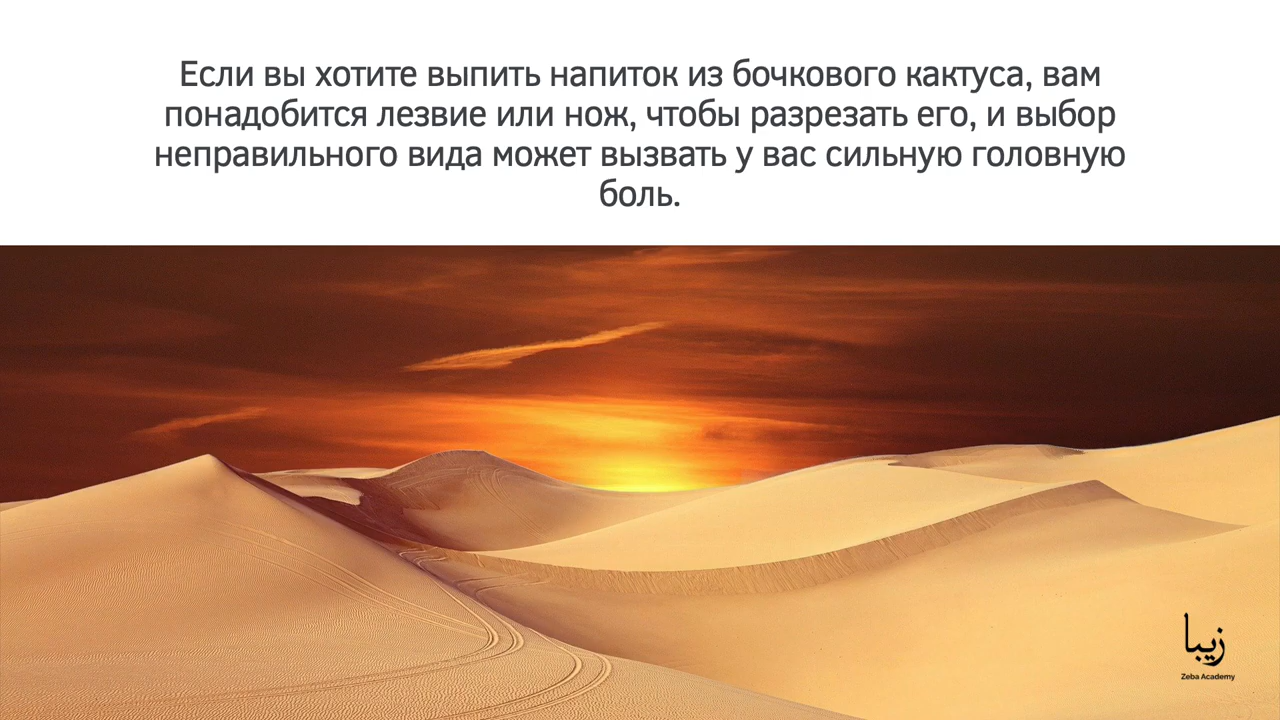 Если вы хотите выпить напиток из бочкового кактуса, вам
понадобится лезвие или нож, чтобы разрезать его, и выбор
неправильного вида может вызвать у вас сильную головную
боль.
زيبا
Zeba Academy